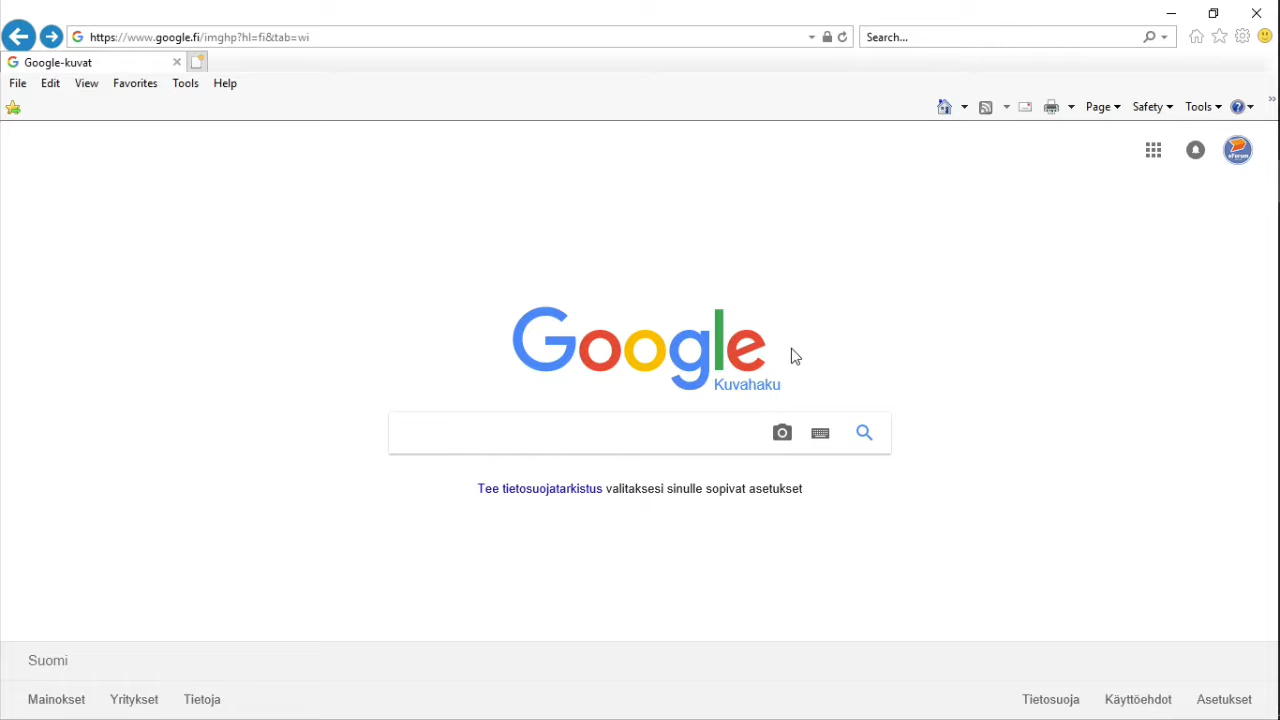 https://www.google.fi/imghp?hl=fi&tab=wi
Search...
Google-kuvat
File Edit View Favorites Tools Help
Page Safety Tools
eForum
Google
Kuvahaku
Tee tietosuojatarkistus valitaksesi sinulle sopivat asetukset
Suomi
Mainokset Yritykset Tietoja Tietosuoja Käyttöehdot Asetukset